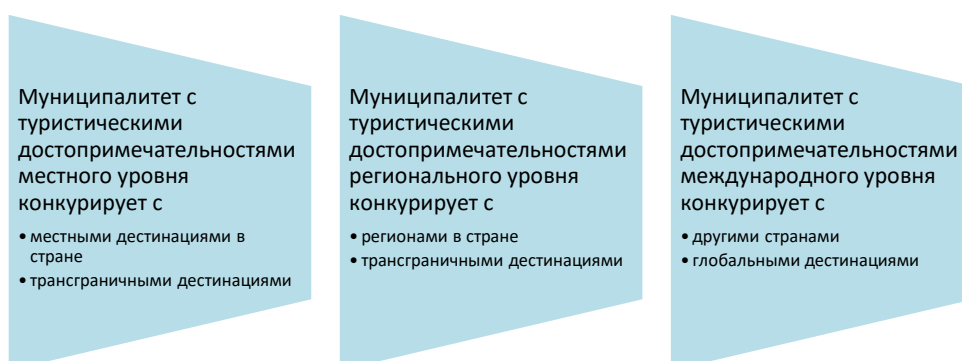 Муниципалитет с
туристическими
достопримечательностями
местного уровня
конкурирует с
• местными дестинациями в
стране
• трансграничными дестинациями
Муниципалитет с
туристическими
достопримечательностями
регионального уровня
конкурирует с
• регионами в стране
• трансграничными дестинациями
Муниципалитет с
туристическими
достопримечательностями
международного уровня
конкурирует с
• другими странами
• глобальными дестинациями